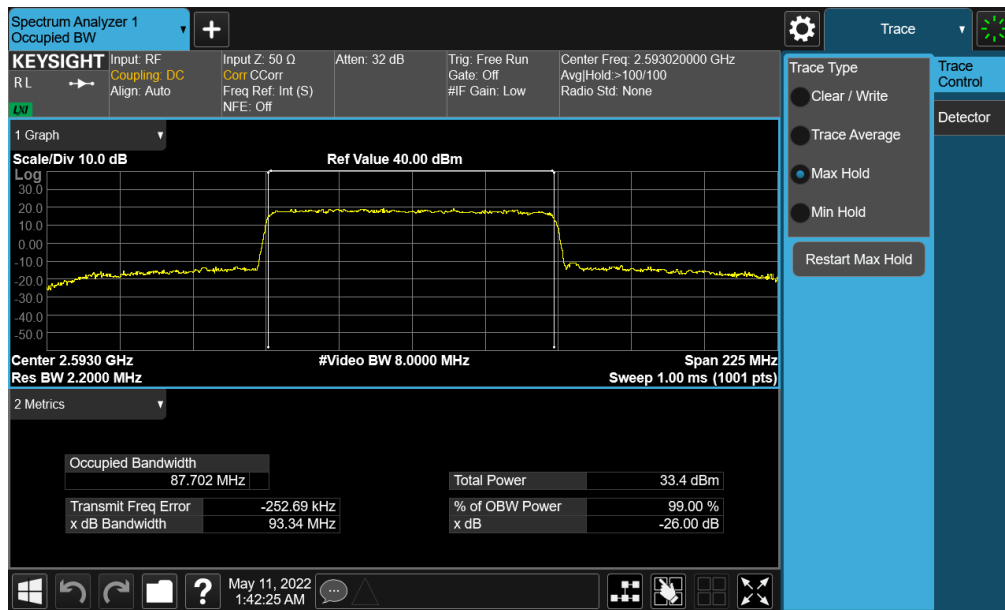 Spectrum Analyzer 1
Occupied BW
Trace
KEYSIGHT
RL
LXI
Input: RF
Coupling: DC
Align: Auto
Input Z: 50 Ω
Corr CCorr
Freq Ref: Int (S)
NFE: Off
Atten: 32 dB
Trig: Free Run
Gate: Off
#IF Gain: Low
Center Freq: 2.593020000 GHz
Avg|Hold:>100/100
Radio Std: None
Trace Type
Clear / Write
Trace Average
Max Hold
Min Hold
Restart Max Hold
Trace
Control
Detector
1 Graph
Scale/Div 10.0 dB
Ref Value 40.00 dBm
Log
30.0
20.0
10.0
0.00
-10.0
-20.0
-30.0
-40.0
-50.0
Center 2.5930 GHz
#Video BW 8.0000 MHz
Span 225 MHz
Res BW 2.2000 MHz
Sweep 1.00 ms (1001 pts)
2 Metrics
Occupied Bandwidth
87.702 MHz
Total Power 33.4 dBm
Transmit Freq Error -252.69 kHz
% of OBW Power 99.00 %
x dB Bandwidth 93.34 MHz
x dB -26.00 dB
?
May 11, 2022
1:42:25 AM